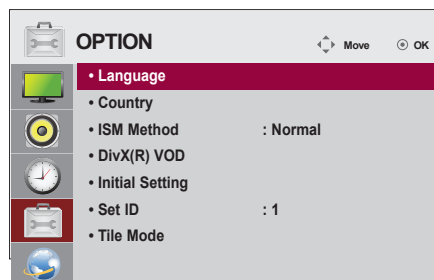 OPTION
Move OK
• Language
• Country
• ISM Method : Normal
• DivX(R) VOD
• Initial Setting
• Set ID : 1
• Tile Mode